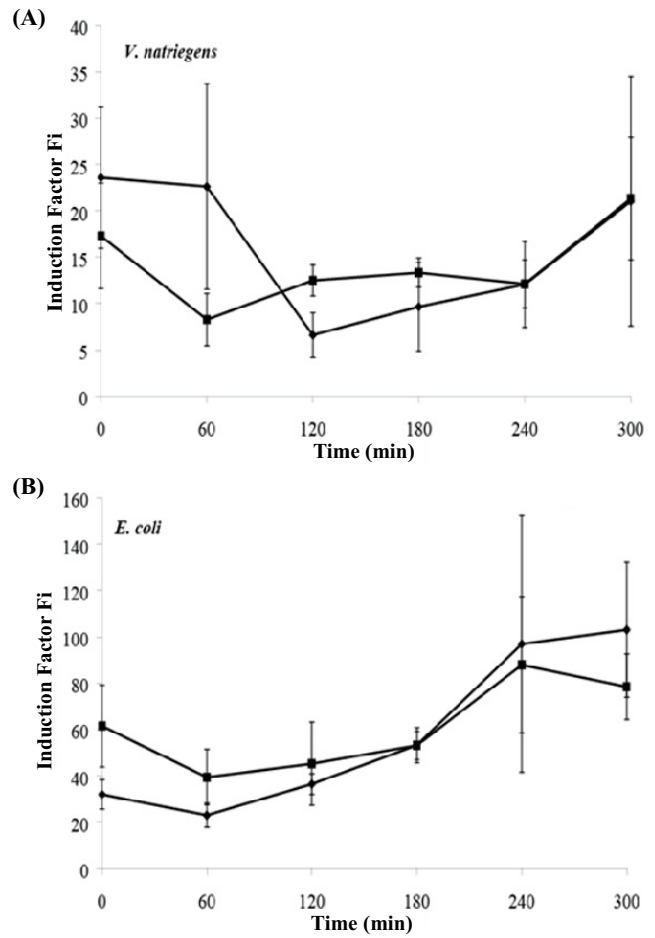 (A)
V. natriegens
Induction Factor Fi
40
35
30
25
20
15
10
5
0
0 60 120 180 240 300
Time (min)
(B)
E. coli
Induction Factor Fi
160
140
120
100
80
60
40
20
0
0 60 120 180 240 300
Time (min)